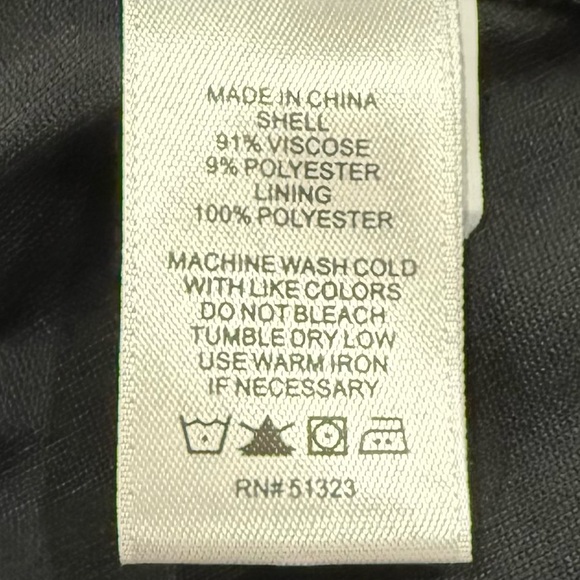 MADE IN CHINA
SHELL
91% VISCOSE
9% POLYESTER
LINING
100% POLYESTER
MACHINE WASH COLD
WITH LIKE COLORS
DO NOT BLEACH
TUMBLE DRY LOW
USE WARM IRON
IF NECESSARY
RN# 51323